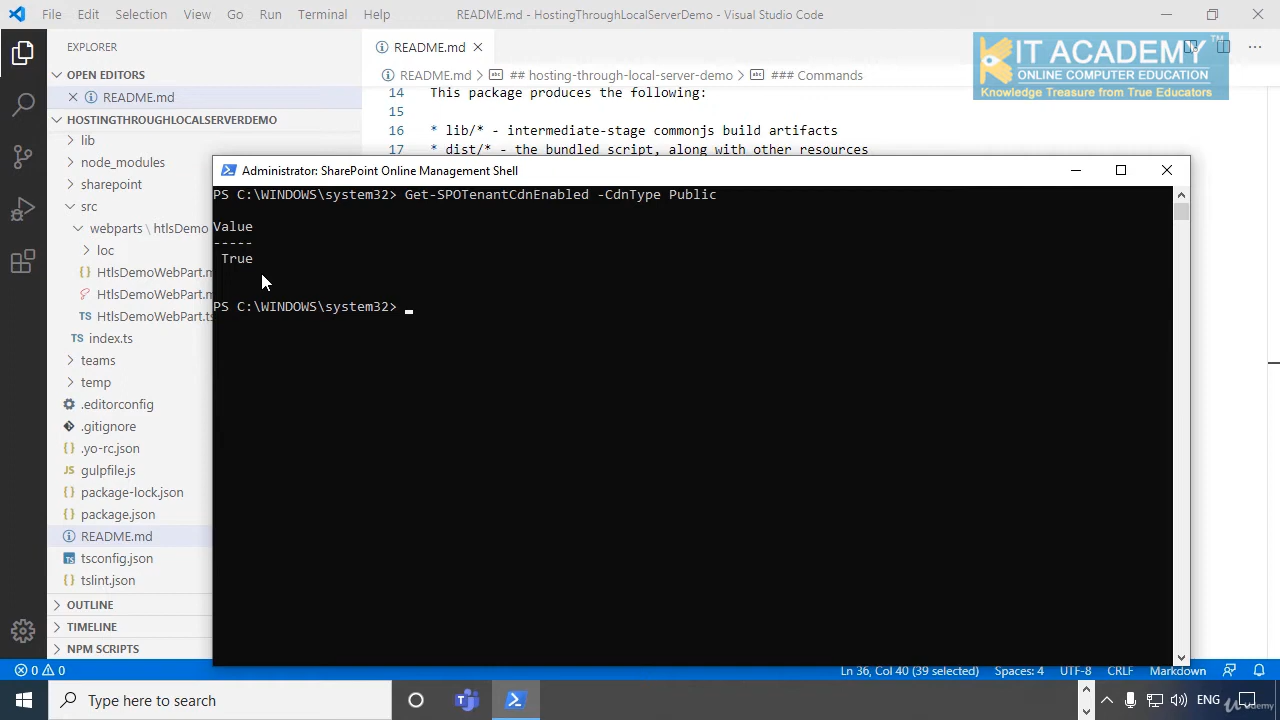 File Edit Selection View Go Run Terminal Help README.md - HostingThroughLocalServerDemo - Visual Studio Code
EXPLORER
README.md
KIT ACADEMY TM
ONLINE COMPUTER EDUCATION
Knowledge Treasure from True Educators
OPEN EDITORS
README.md > ## hosting-through-local-server-demo > ### Commands
README.md
14 This package produces the following:
15
HOSTINGTHROUGHLOCALSERVERDEMO
16 * lib/* - intermediate-stage commonjs build artifacts
17 * dist/* - the bundled script, along with other resources
lib
node_modules
sharepoint
src
webparts \ htlsDemo
loc
HtlsDemoWebPart.m
HtlsDemoWebPart.m
HtlsDemoWebPart.ts
index.ts
teams
temp
.editorconfig
.gitignore
.yo-rc.json
gulpfile.js
package-lock.json
package.json
README.md
tsconfig.json
tslint.json
OUTLINE
TIMELINE
NPM SCRIPTS
Administrator: SharePoint Online Management Shell
PS C:\WINDOWS\system32> Get-SPOTenantCdnEnabled -CdnType Public
Value
-----
True
PS C:\WINDOWS\system32>
0 0 Ln 36, Col 40 (39 selected) Spaces: 4 UTF-8 CRLF Markdown
Type here to search ENG
Udemy